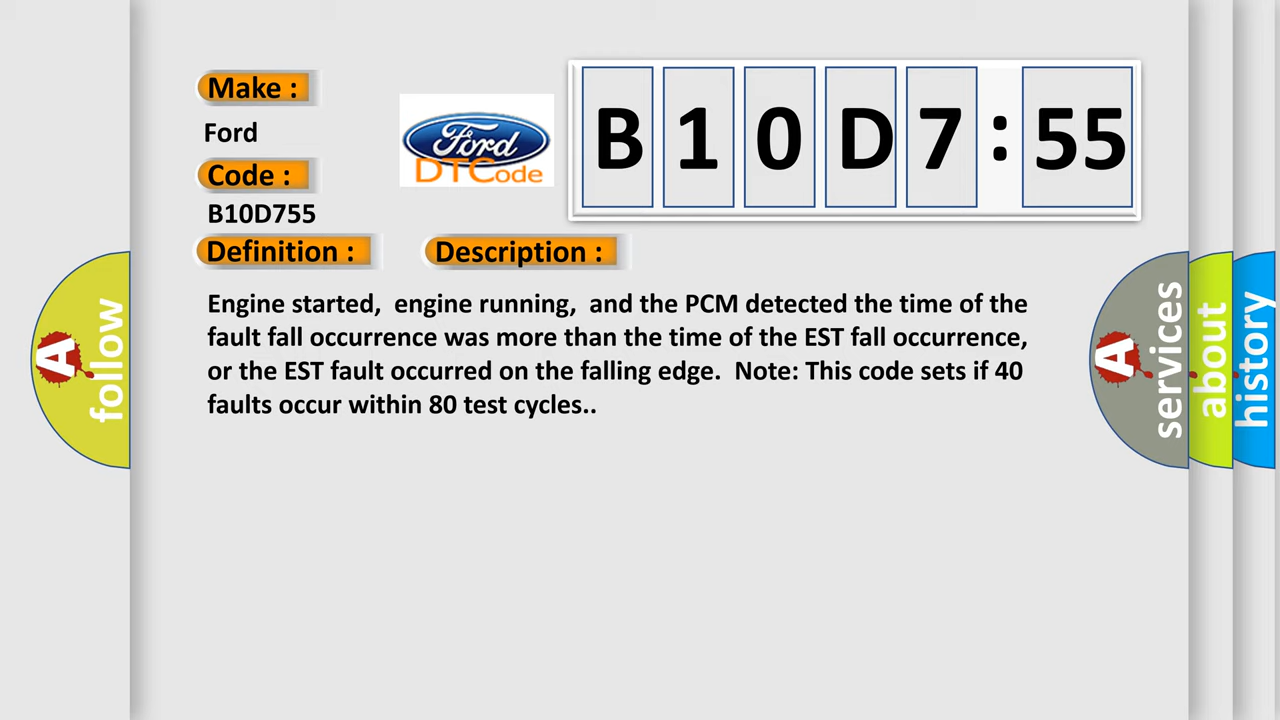 Make :
Ford
Code :
B10D755
Ford
DTCode
B 1 0 D 7 : 55
Definition :
Description :
Engine started,  engine running,  and the PCM detected the time of the
fault fall occurrence was more than the time of the EST fall occurrence,
or the EST fault occurred on the falling edge.  Note: This code sets if 40
faults occur within 80 test cycles..
A
follow
A
services
about
history